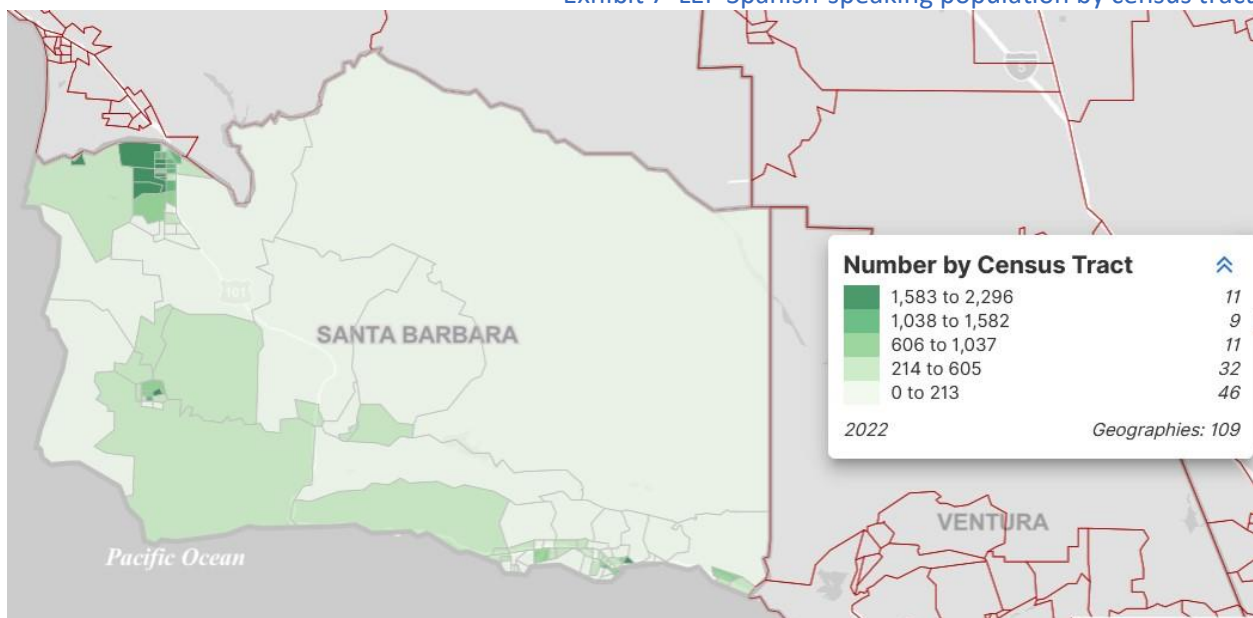 Exhibit 7 LEP Spanish-speaking population by census tract
5
101
SANTA BARBARA
Number by Census Tract
1,583 to 2,296 11
1,038 to 1,582 9
606 to 1,037 11
214 to 605 32
0 to 213 46
2022 Geographies: 109
VENTURA
Pacific Ocean